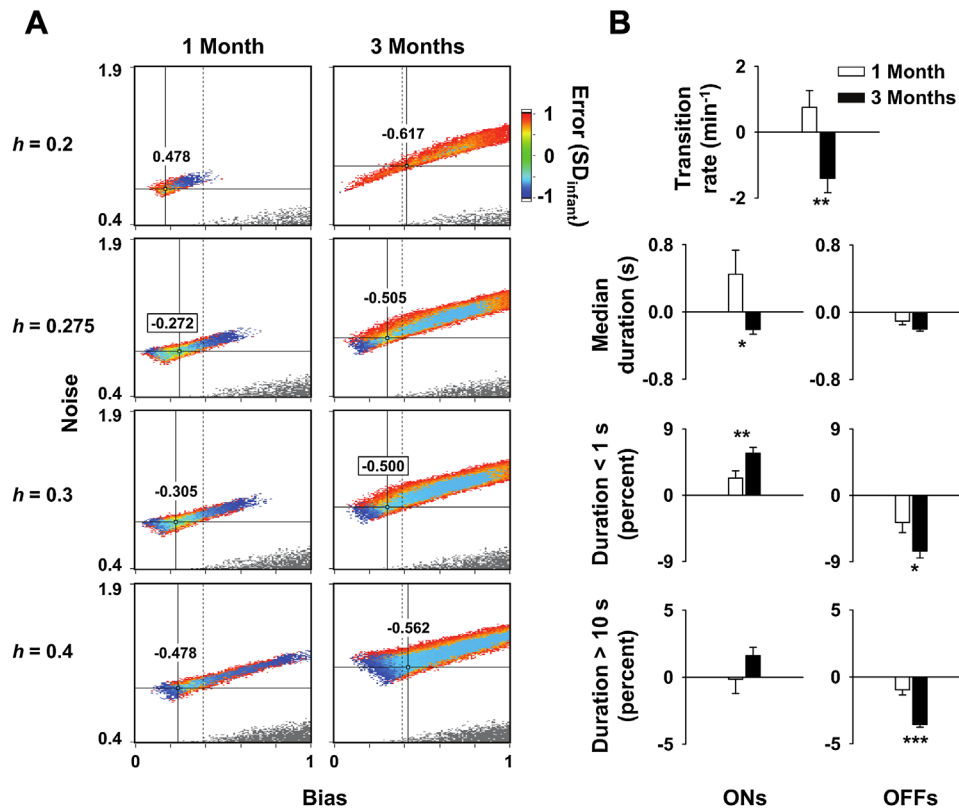 A
1 Month
3 Months
h = 0.2
1.9
0.4
0.478
-0.617
Error (SDinfant)
1
0
-1
h = 0.275
1.9
0.4
-0.272
-0.505
Noise
h = 0.3
1.9
0.4
-0.305
-0.500
h = 0.4
1.9
0.4
-0.478
-0.562
0
1
0
1
Bias
B
1 Month
3 Months
Transition rate (min-1)
2
0
-2
**
Median duration (s)
0.8
0.0
-0.8
*
0.8
0.0
-0.8
Duration < 1 s (percent)
9
0
-9
**
9
0
-9
*
Duration > 10 s (percent)
5
0
-5
5
0
-5
***
ONs
OFFs